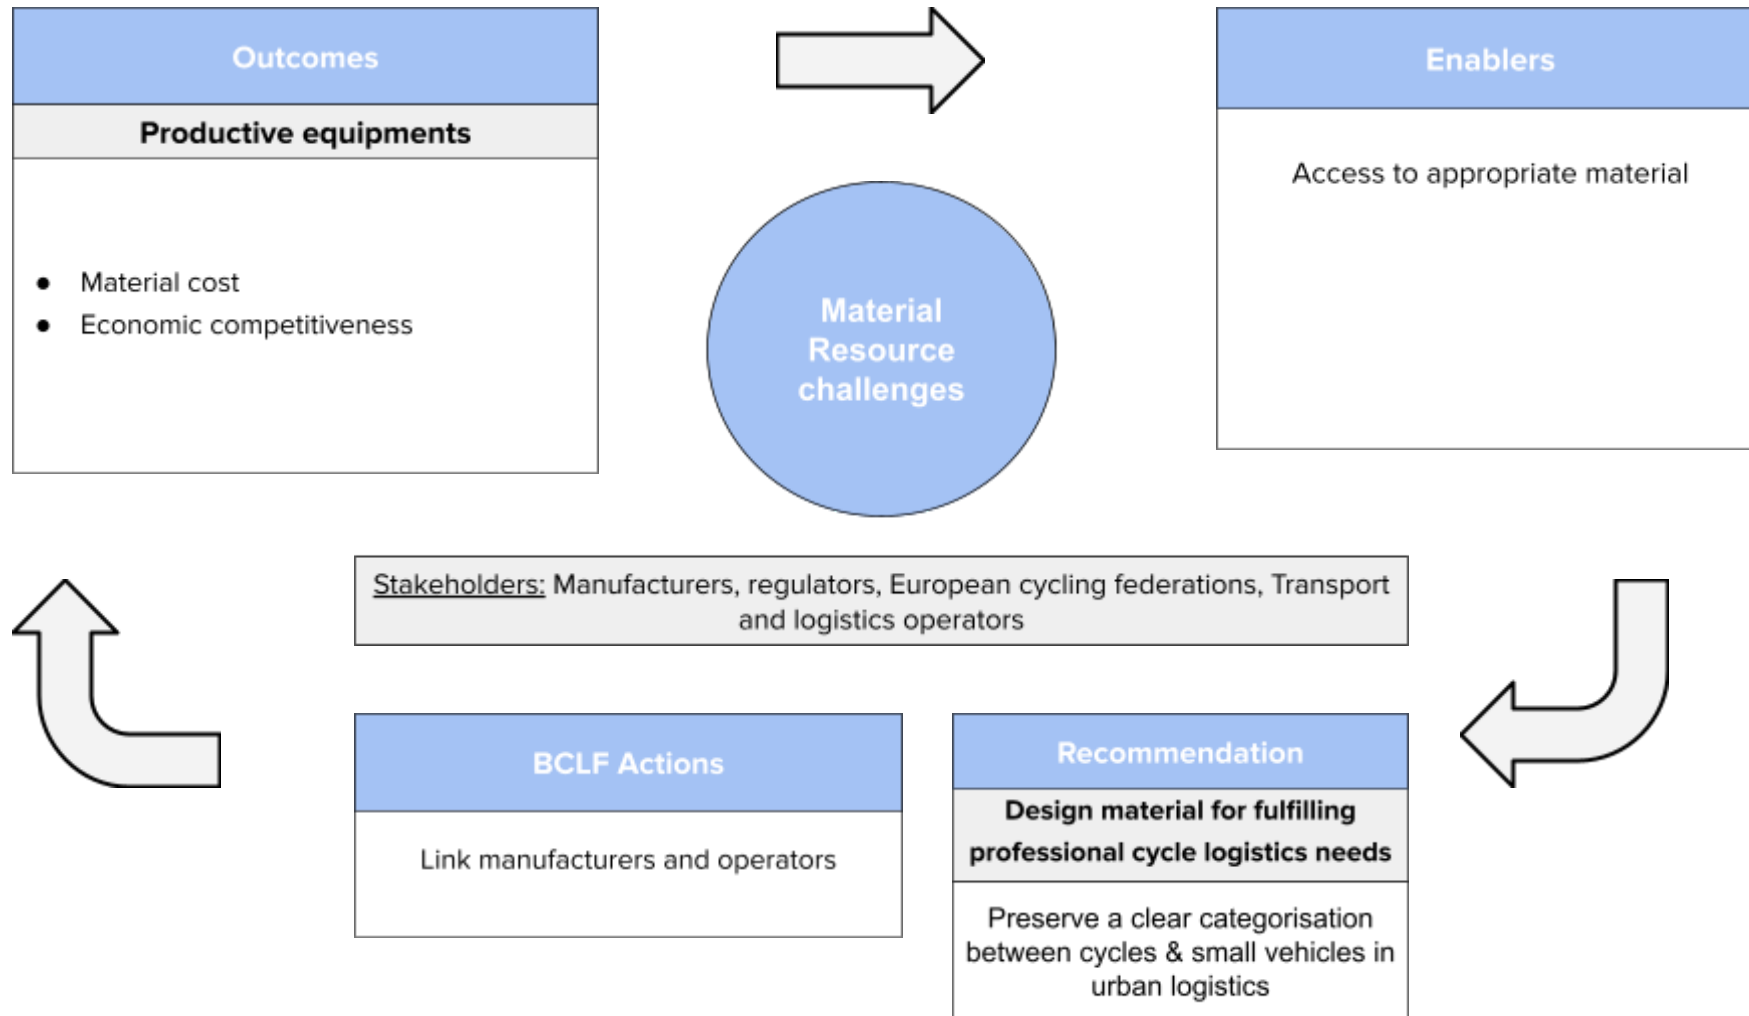 Outcomes
Productive equipments
● Material cost
● Economic competitiveness
Enablers
Access to appropriate material
Material
Resource
challenges
Stakeholders: Manufacturers, regulators, European cycling federations, Transport
and logistics operators
BCLF Actions
Link manufacturers and operators
Recommendation
Design material for fulfilling
professional cycle logistics needs
Preserve a clear categorisation
between cycles & small vehicles in
urban logistics